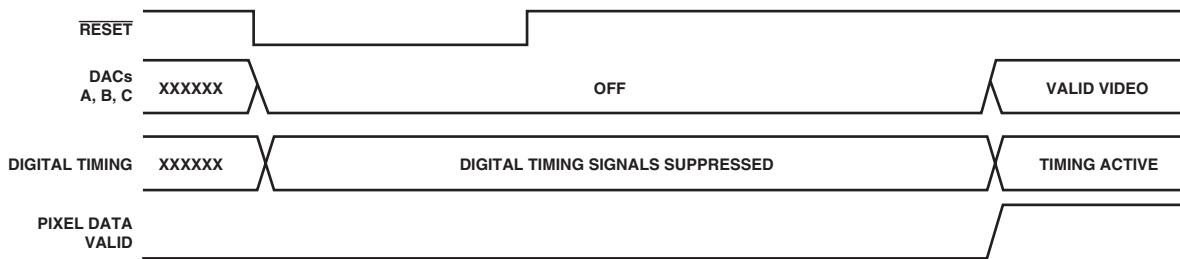 RESET
DACs
A, B, C
XXXXXX
OFF
VALID VIDEO
DIGITAL TIMING
XXXXXX
DIGITAL TIMING SIGNALS SUPPRESSED
TIMING ACTIVE
PIXEL DATA
VALID